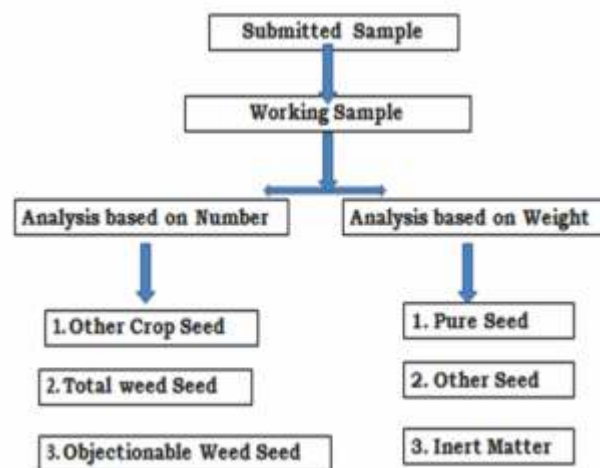 Submitted Sample
Working Sample
Analysis based on Number
Analysis based on Weight
1. Other Crop Seed
1. Pure Seed
2. Total weed Seed
2. Other Seed
3. Objectionable Weed Seed
3. Inert Matter